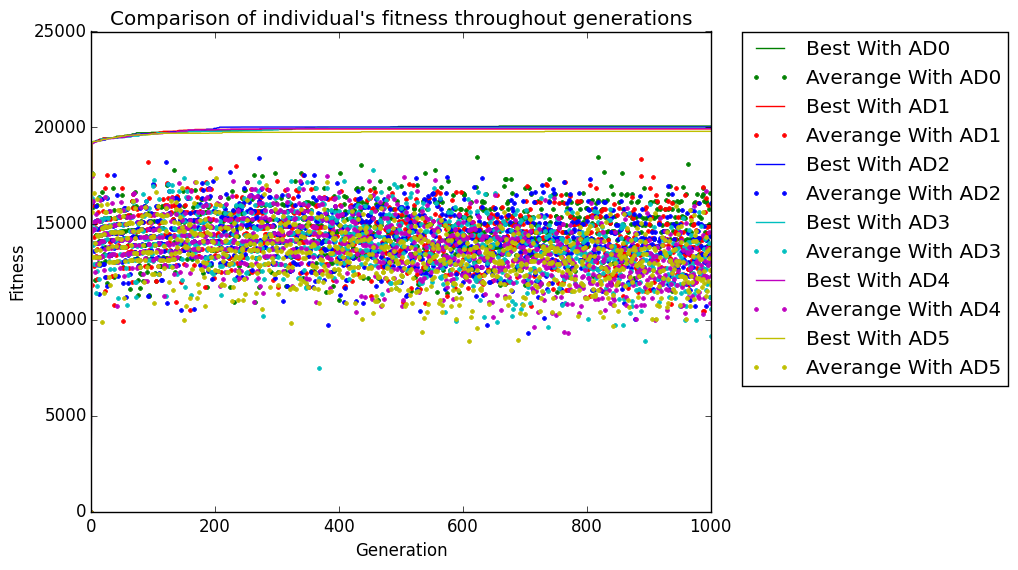 Comparison of individual's fitness throughout generations
25000
20000
15000
10000
5000
0
Fitness
0 200 400 600 800 1000
Generation
Best With AD0
Averange With AD0
Best With AD1
Averange With AD1
Best With AD2
Averange With AD2
Best With AD3
Averange With AD3
Best With AD4
Averange With AD4
Best With AD5
Averange With AD5